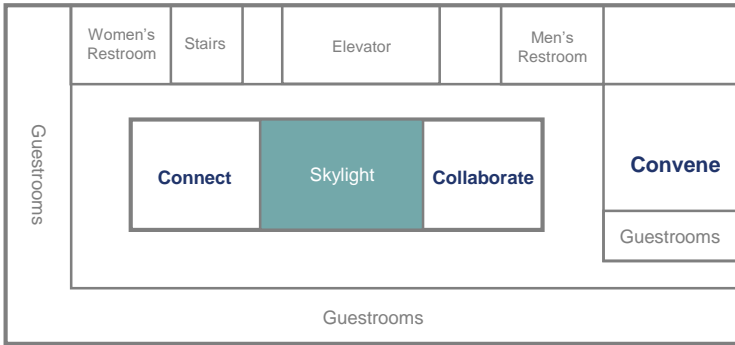 Women's
Restroom
Stairs
Elevator
Men's
Restroom
Guestrooms
Connect
Skylight
Collaborate
Convene
Guestrooms
Guestrooms